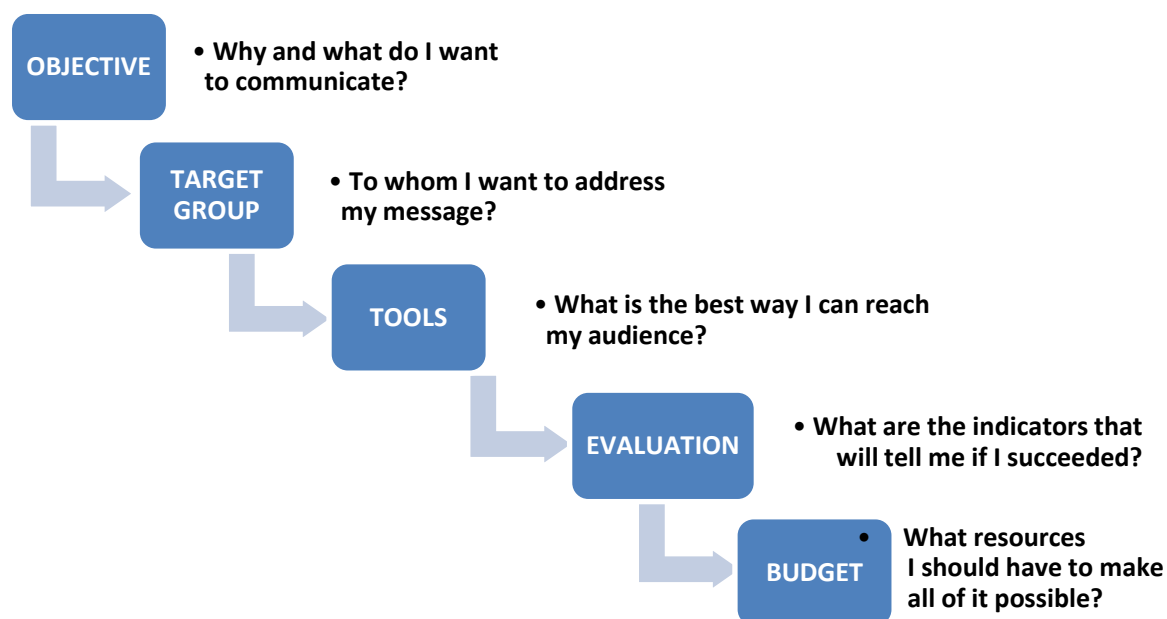 OBJECTIVE
• Why and what do I want
to communicate?
TARGET
GROUP
• To whom I want to address
my message?
TOOLS
• What is the best way I can reach
my audience?
EVALUATION
• What are the indicators that
will tell me if I succeeded?
BUDGET
• What resources
I should have to make
all of it possible?